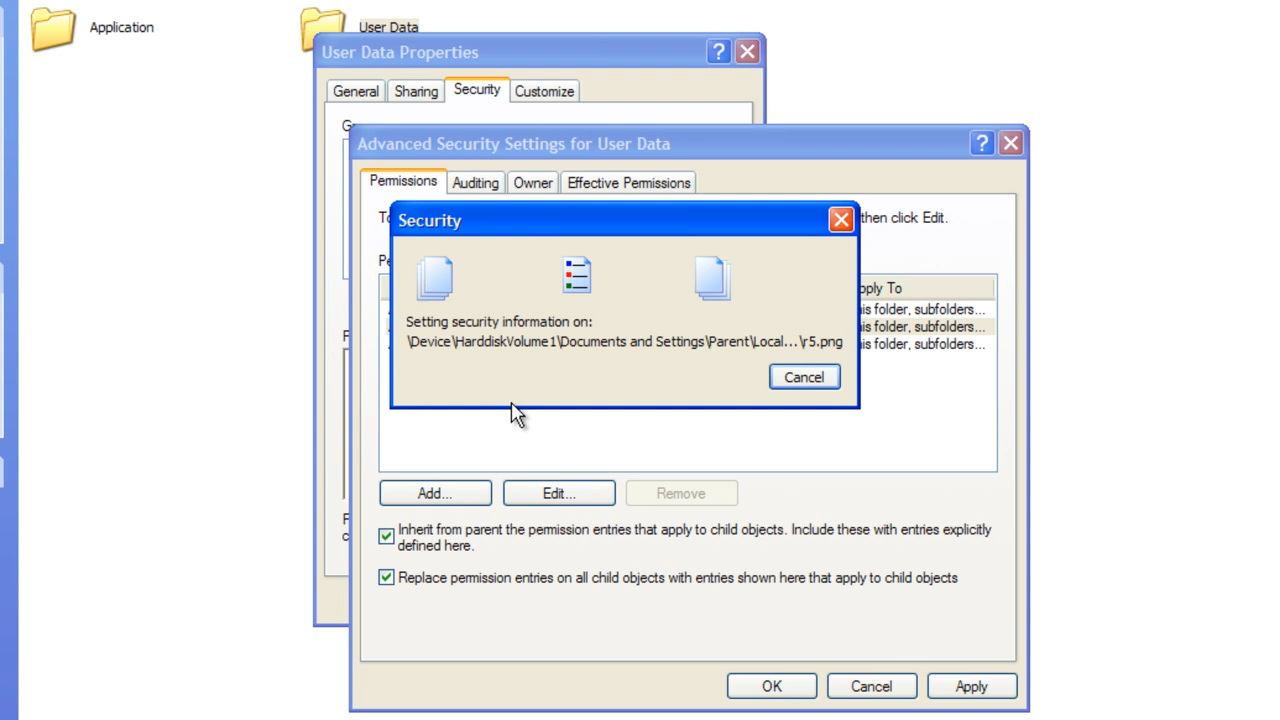 Application
User Data
User Data Properties
General
Sharing
Security
Customize
Advanced Security Settings for User Data
Permissions
Auditing
Owner
Effective Permissions
then click Edit.
Security
Setting security information on:
\Device\HarddiskVolume1\Documents and Settings\Parent\Local...\r5.png
Cancel
To
folder, subfolders...
folder, subfolders...
folder, subfolders...
Add...
Edit...
Remove
Inherit from parent the permission entries that apply to child objects. Include these with entries explicitly
defined here.
Replace permission entries on all child objects with entries shown here that apply to child objects
OK
Cancel
Apply